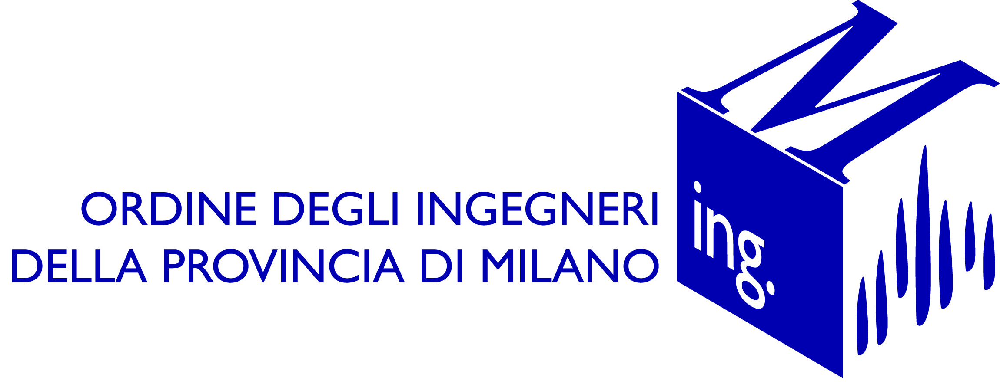 ORDINE DEGLI INGEGNERI
DELLA PROVINCIA DI MILANO
M
ing.